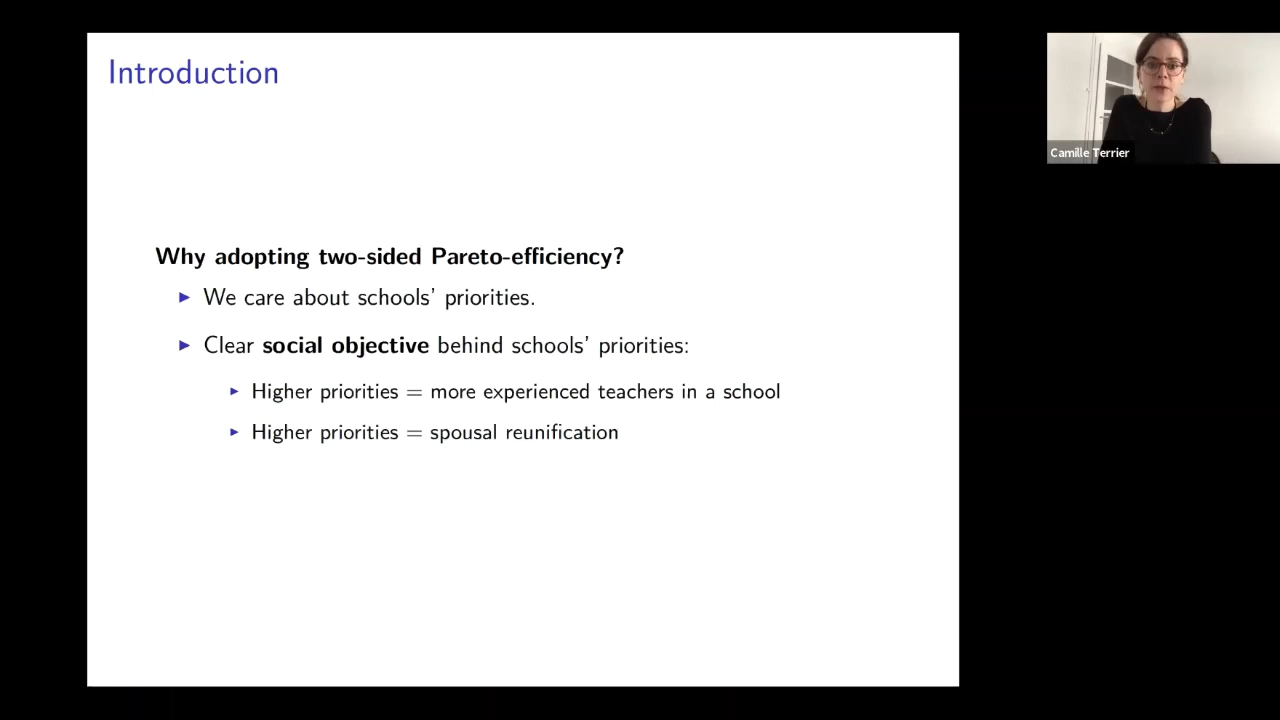 Introduction
Why adopting two-sided Pareto-efficiency?
▶ We care about schools' priorities.
▶ Clear social objective behind schools' priorities:
▶ Higher priorities = more experienced teachers in a school
▶ Higher priorities = spousal reunification
Camille Terrier